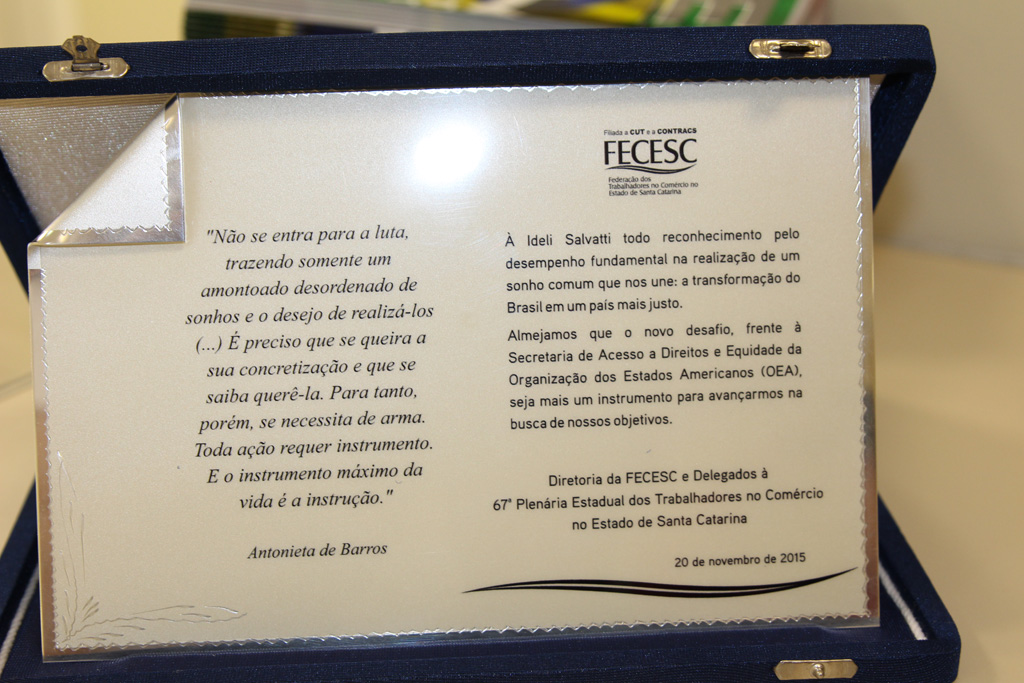 "Não se entra para a luta,
trazendo somente um
amontoado desordenado de
sonhos e o desejo de realizá-los
(...) É preciso que se queira a
sua concretização e que se
saiba querê-la. Para tanto,
porém, se necessita de arma.
Toda ação requer instrumento.
E o instrumento máximo da
vida é a instrução."
Antonieta de Barros
Filiada a CUT e a CONTRACS
FECESC
Federação dos
Trabalhadores no Comércio no
Estado de Santa Catarina
À Ideli Salvatti todo reconhecimento pelo
desempenho fundamental na realização de um
sonho comum que nos une: a transformação do
Brasil em um país mais justo.
Almejamos que o novo desafio, frente à
Secretaria de Acesso a Direitos e Equidade da
Organização dos Estados Americanos (OEA),
seja mais um instrumento para avançarmos na
busca de nossos objetivos.
Diretoria da FECESC e Delegados à
67ª Plenária Estadual dos Trabalhadores no Comércio
no Estado de Santa Catarina
20 de novembro de 2015